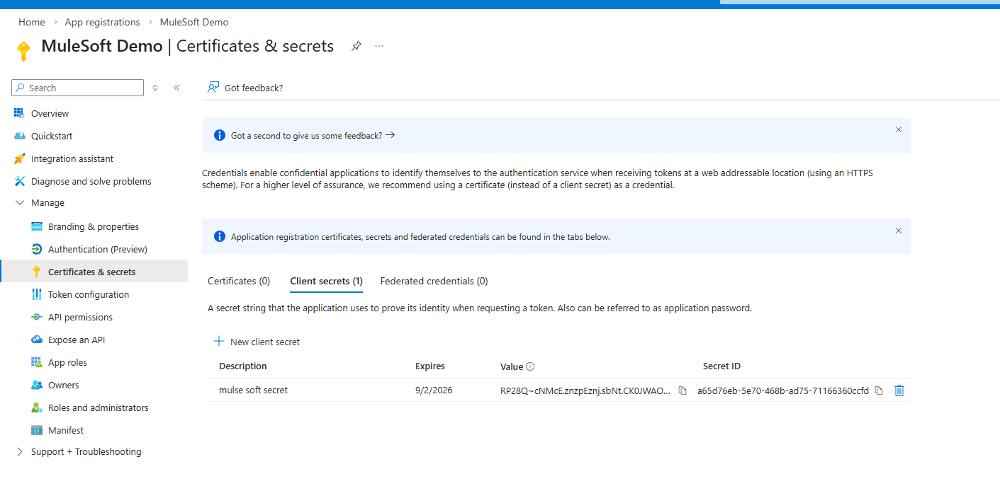 Home > App registrations > MuleSoft Demo
MuleSoft Demo | Certificates & secrets
Search
Got feedback?
Overview
Quickstart
Integration assistant
Diagnose and solve problems
Manage
Branding & properties
Authentication (Preview)
Certificates & secrets
Token configuration
API permissions
Expose an API
App roles
Owners
Roles and administrators
Manifest
Support + Troubleshooting
Got a second to give us some feedback?
Credentials enable confidential applications to identify themselves to the authentication service when receiving tokens at a web addressable location (using an HTTPS
scheme). For a higher level of assurance, we recommend using a certificate (instead of a client secret) as a credential.
Application registration certificates, secrets and federated credentials can be found in the tabs below.
Certificates (0) Client secrets (1) Federated credentials (0)
A secret string that the application uses to prove its identity when requesting a token. Also can be referred to as application password.
New client secret
Description Expires Value Secret ID
mulse soft secret 9/2/2026 RP28Q~cNMcE.znzpEznj.sbNt.CK0JWAO... a65d76eb-5e70-468b-ad75-71166360ccfd